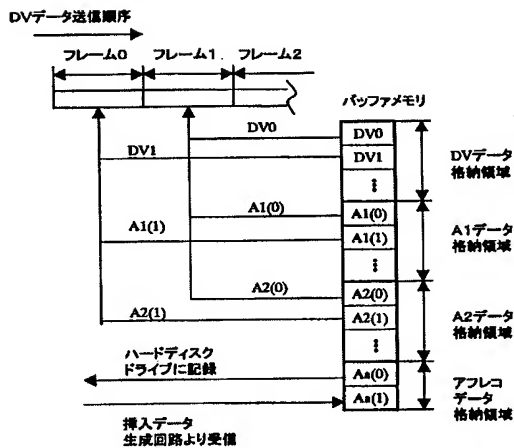 DVデータ送信順序
フレーム0 フレーム1 フレーム2
バッファメモリ
DV0
DV0
DV1
DV1
DVデータ
格納領域
A1(0)
A1(0)
A1(1)
A1(1)
A1データ
格納領域
A2(0)
A2(0)
A2(1)
A2(1)
A2データ
格納領域
ハードディスク
ドライブに記録
Aa(0)
Aa(1)
アフレコ
データ
格納領域
挿入データ
生成回路より受信